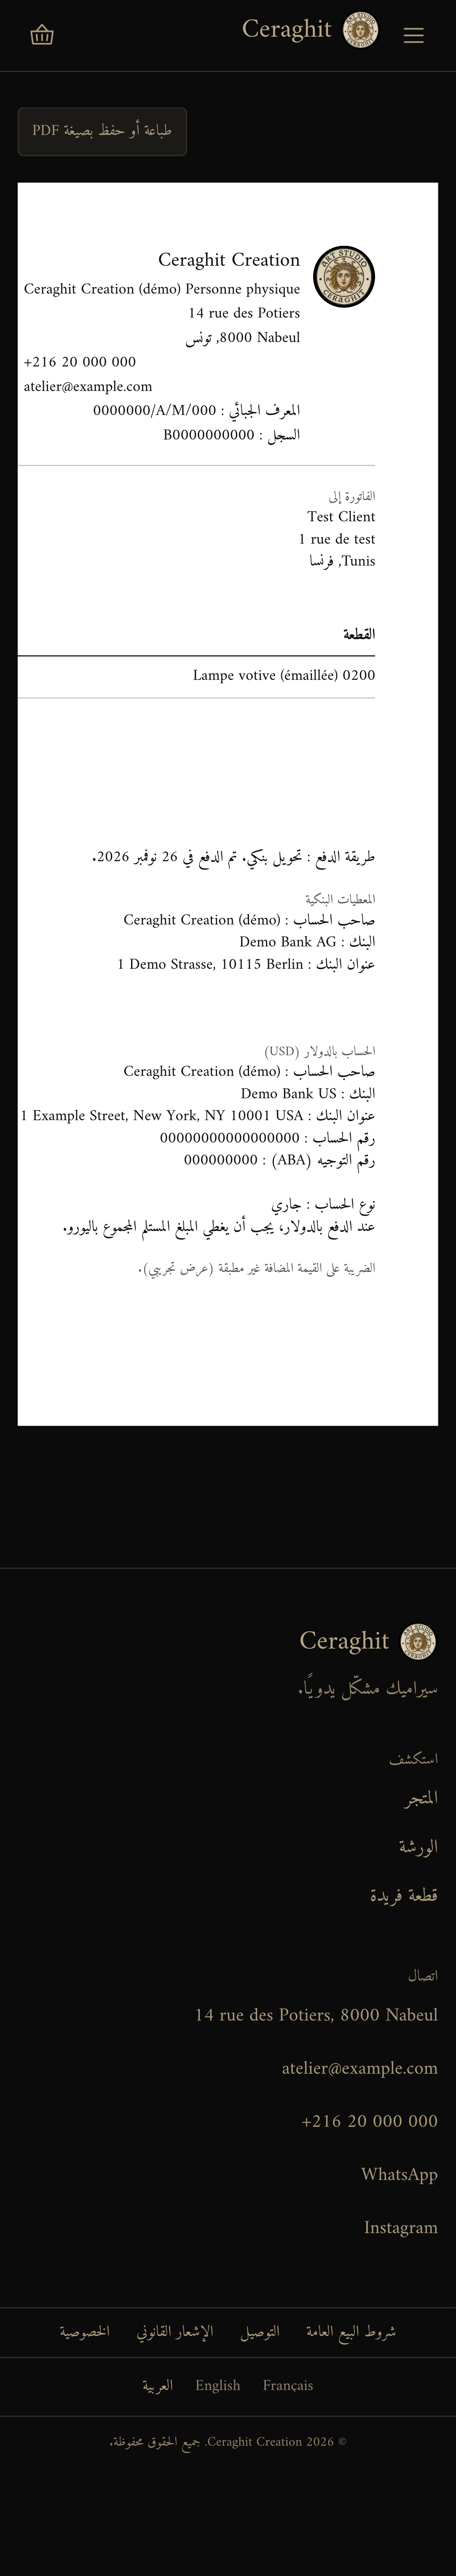 Ceraghit
طباعة أو حفظ بصيغة PDF
ART STUDIO CERAGHIT
Ceraghit Creation
Ceraghit Creation (démo) Personne physique
14 rue des Potiers
8000 Nabeul, تونس
+216 20 000 000
atelier@example.com
المعرف الجبائي : 0000000/A/M/000
السجل : B0000000000
الفاتورة إلى
Test Client
1 rue de test
Tunis, فرنسا
القطعة
Lampe votive (émaillée) 0200
طريقة الدفع : تحويل بنكي. تم الدفع في 26 نوفمبر 2026.
المعطيات البنكية
صاحب الحساب : Ceraghit Creation (démo)
البنك : Demo Bank AG
عنوان البنك : 1 Demo Strasse, 10115 Berlin
الحساب بالدولار (USD)
صاحب الحساب : Ceraghit Creation (démo)
البنك : Demo Bank US
عنوان البنك : 1 Example Street, New York, NY 10001 USA
رقم الحساب : 00000000000000000
رقم التوجيه (ABA) : 000000000
نوع الحساب : جاري
عند الدفع بالدولار، يجب أن يغطي المبلغ المستلم المجموع باليورو.
الضريبة على القيمة المضافة غير مطبقة (عرض تجريبي).
Ceraghit
سيراميك مشكّل يدويًا.
استكشف
المتجر
الورشة
قطعة فريدة
اتصال
14 rue des Potiers, 8000 Nabeul
atelier@example.com
+216 20 000 000
WhatsApp
Instagram
شروط البيع العامة التوصيل الإشعار القانوني الخصوصية
Français English العربية
© 2026 Ceraghit Creation. جميع الحقوق محفوظة.